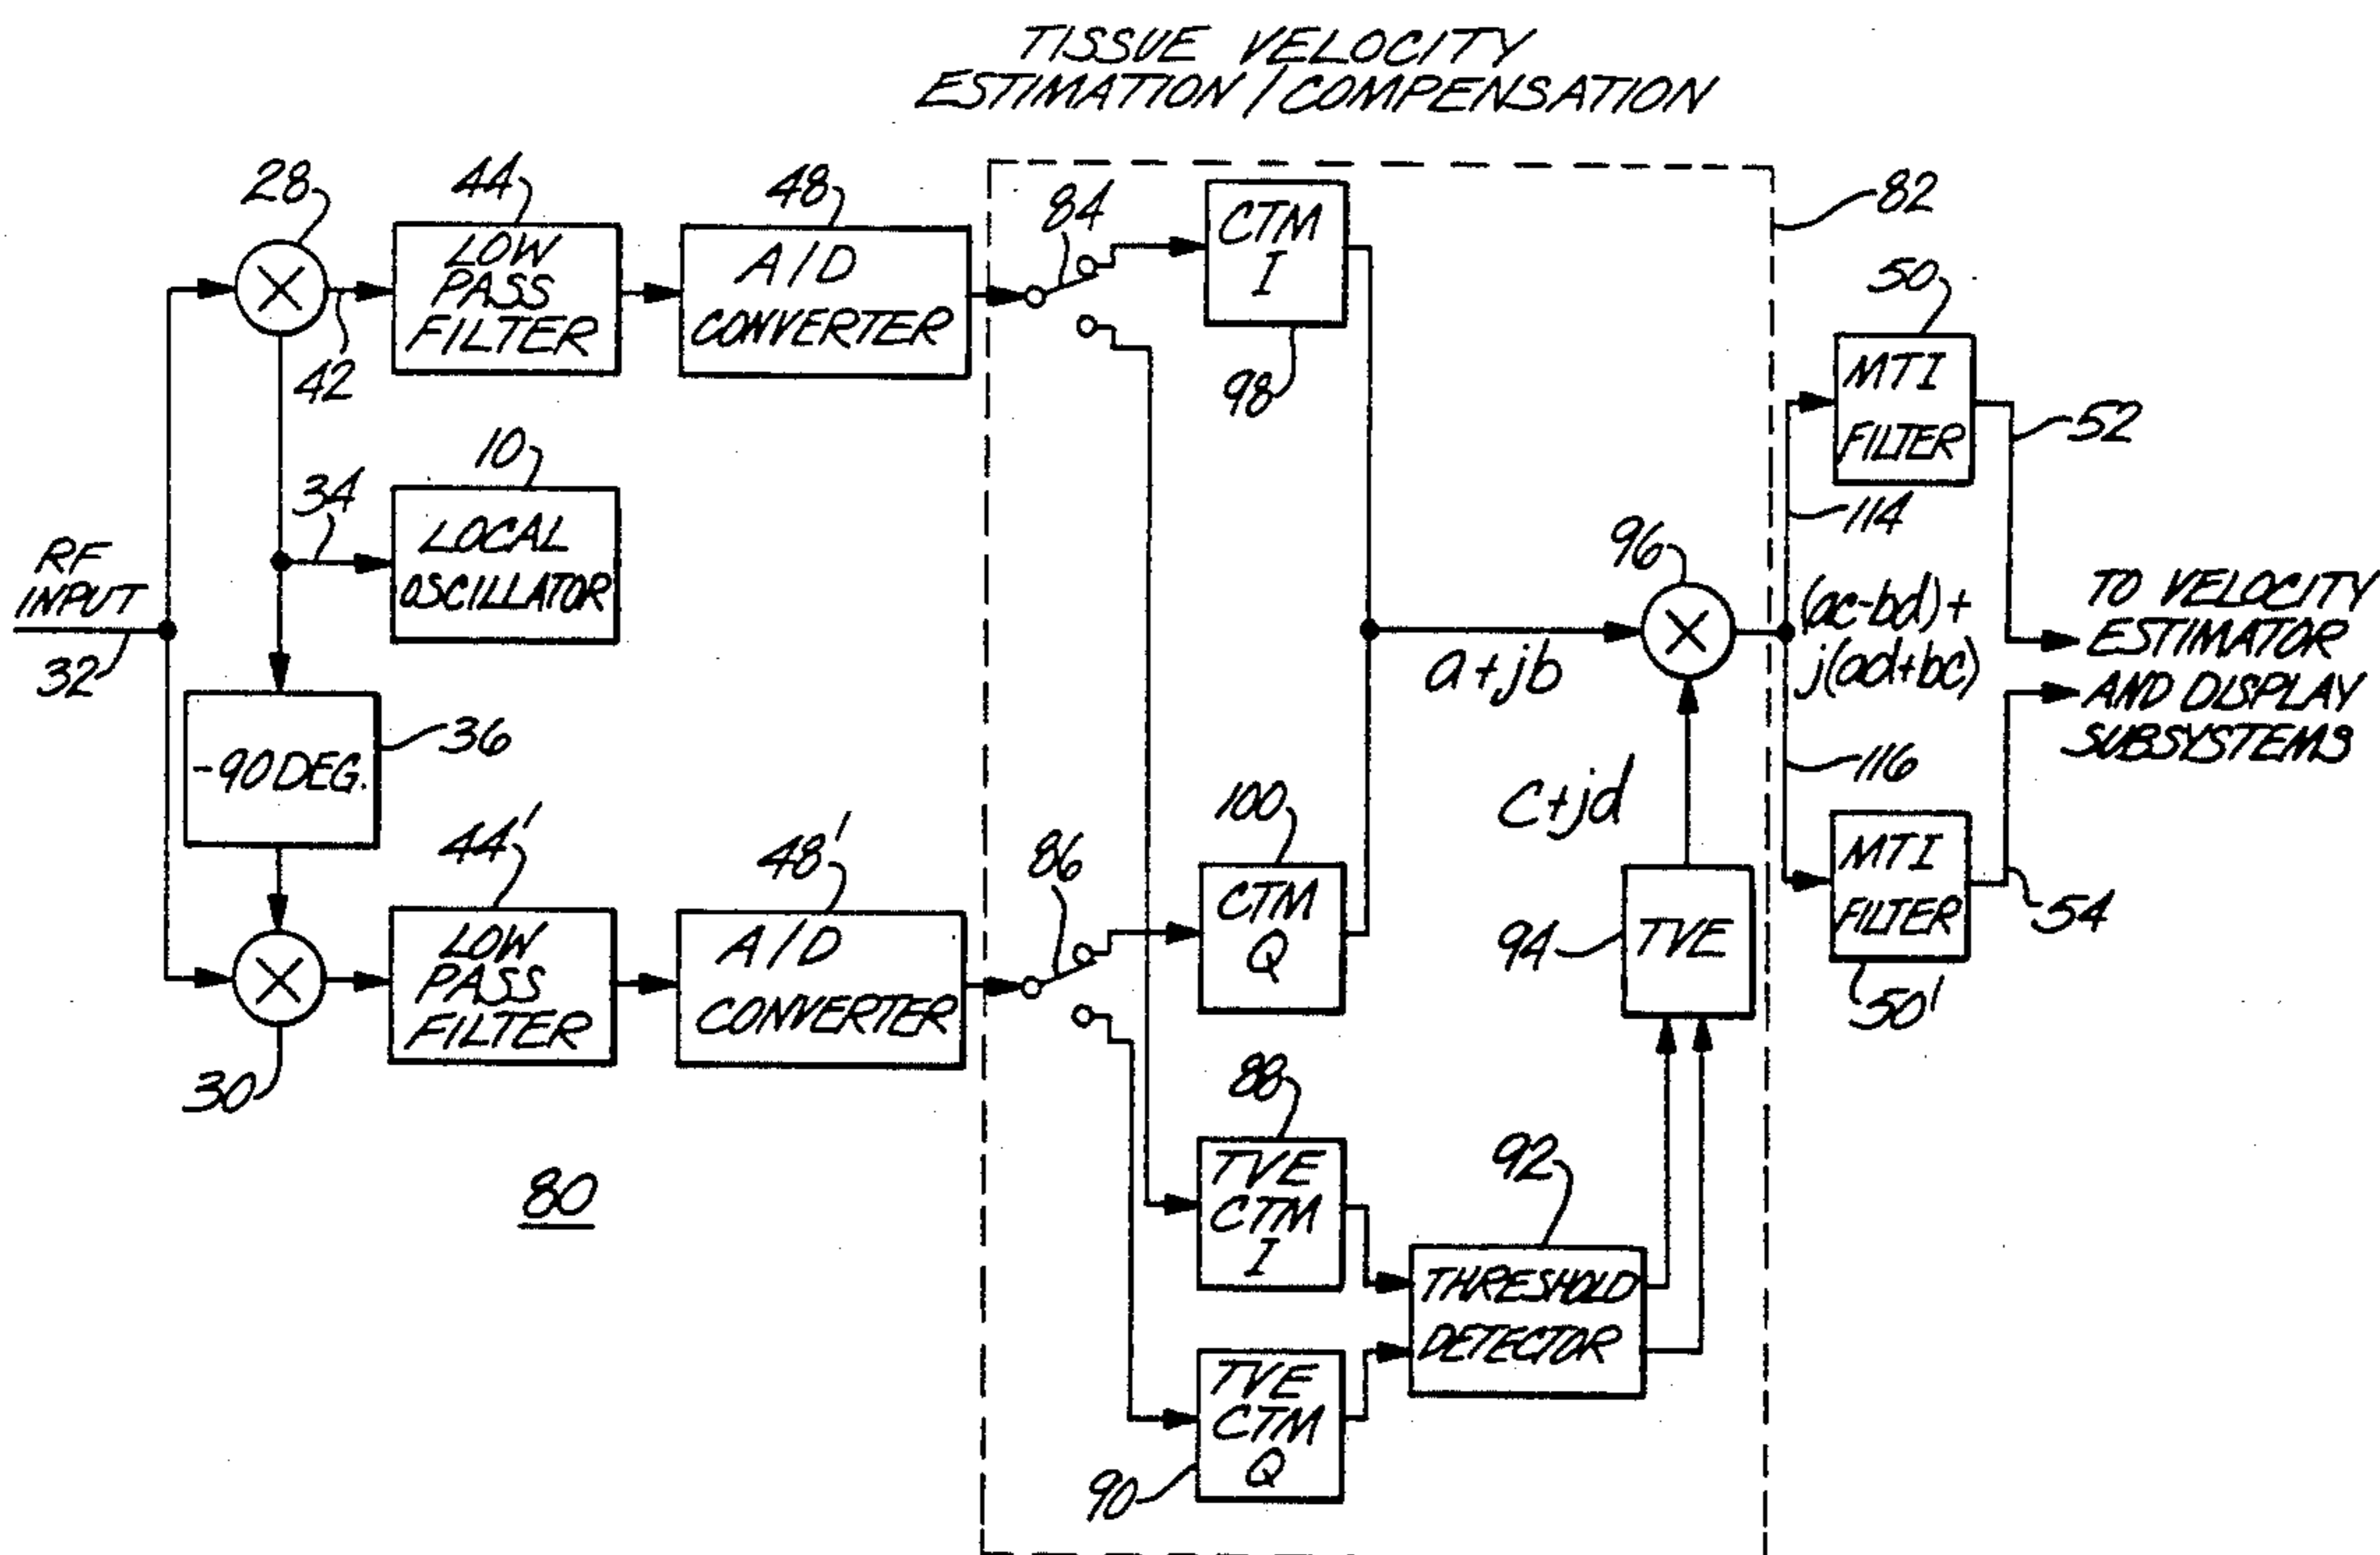 TISSUE VELOCITY
ESTIMATION / COMPENSATION
28
44
48
84
82
LOW
PASS
FILTER
A/D
CONVERTER
CTM
I
50
MTI
FILTER
42
98
52
10
34
LOCAL
OSCILLATOR
114
96
RF
INPUT
32
a+jb
(ac-bd)+
j(ad+bc)
TO VELOCITY
ESTIMATOR
AND DISPLAY
SUBSYSTEMS
36
-90 DEG.
116
100
c+jd
44'
48'
86
LOW
PASS
FILTER
A/D
CONVERTER
CTM
Q
94
TVE
MTI
FILTER
54
50'
30
88
80
TVE
CTM
I
92
THRESHOLD
DETECTOR
TVE
CTM
Q
90